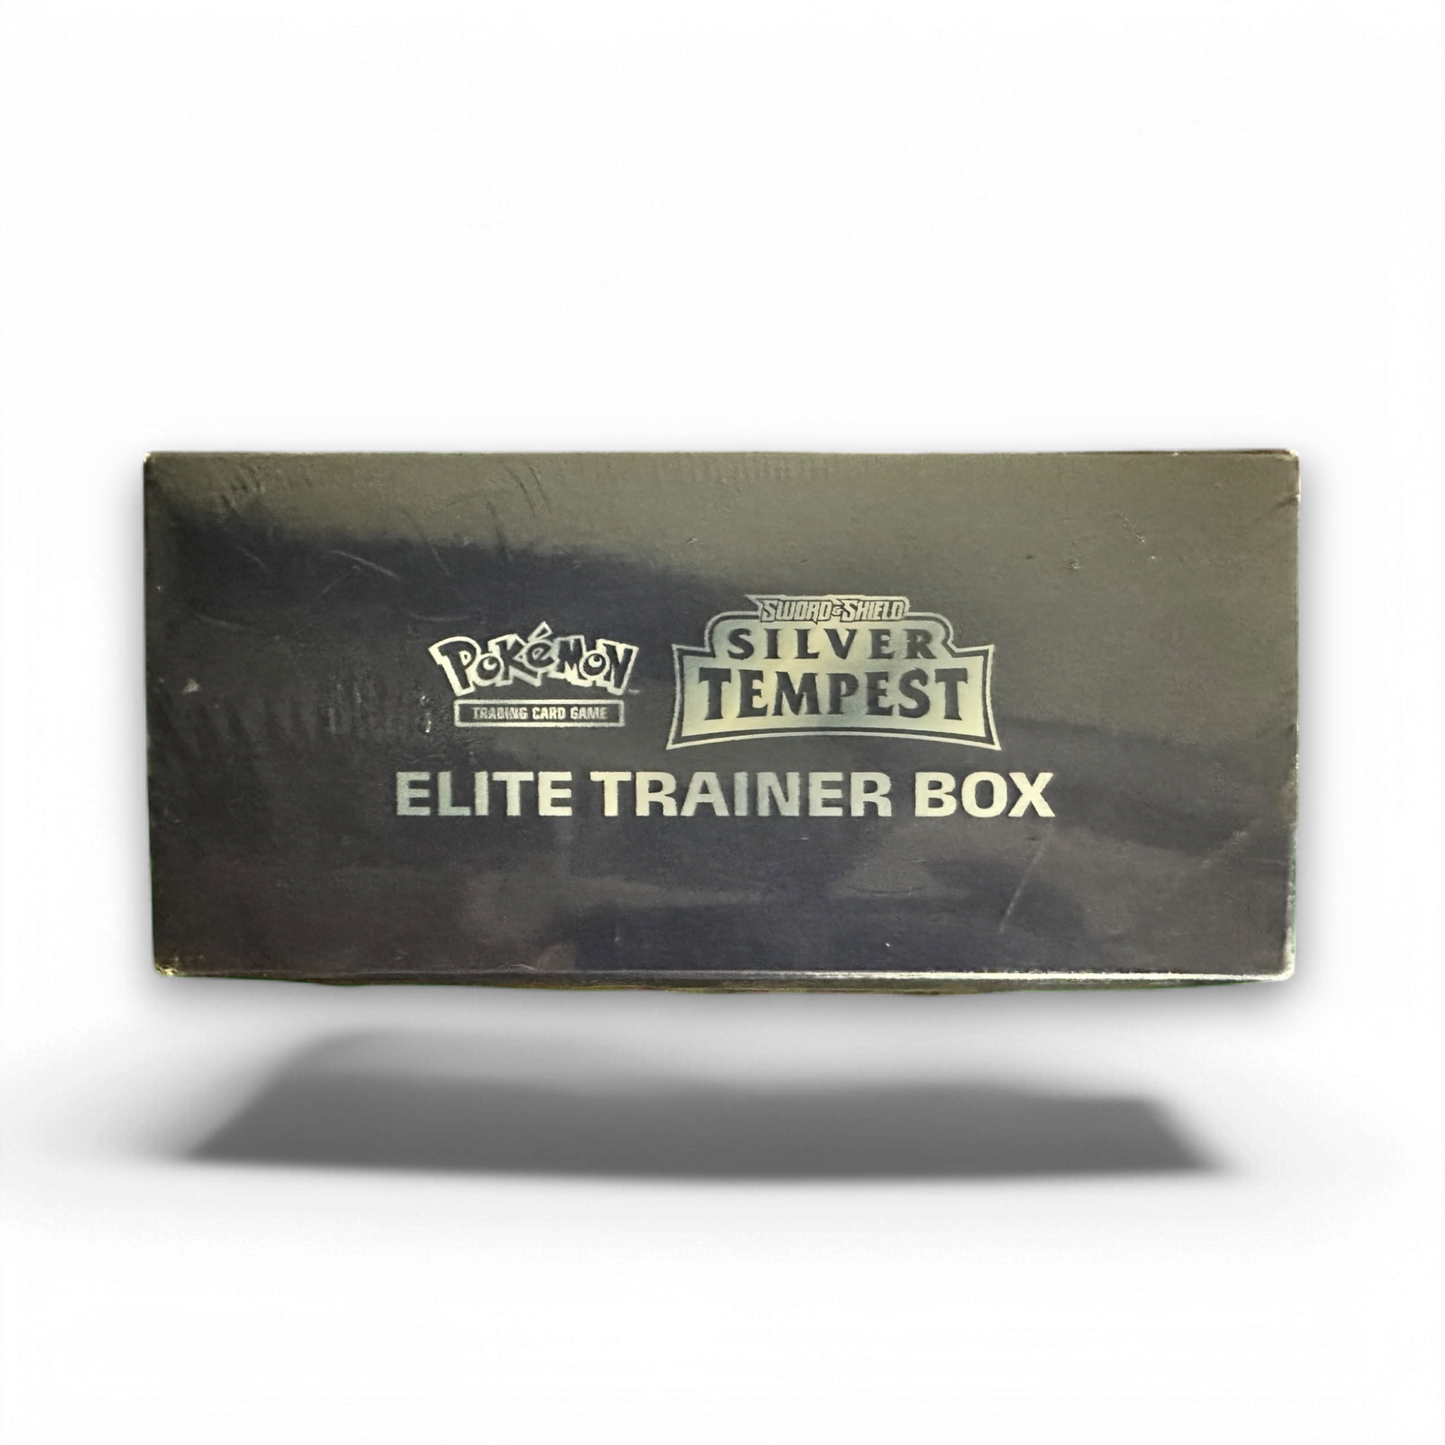 SWORD & SHIELD
POKéMON SILVER
TRADING CARD GAME TEMPEST
ELITE TRAINER BOX